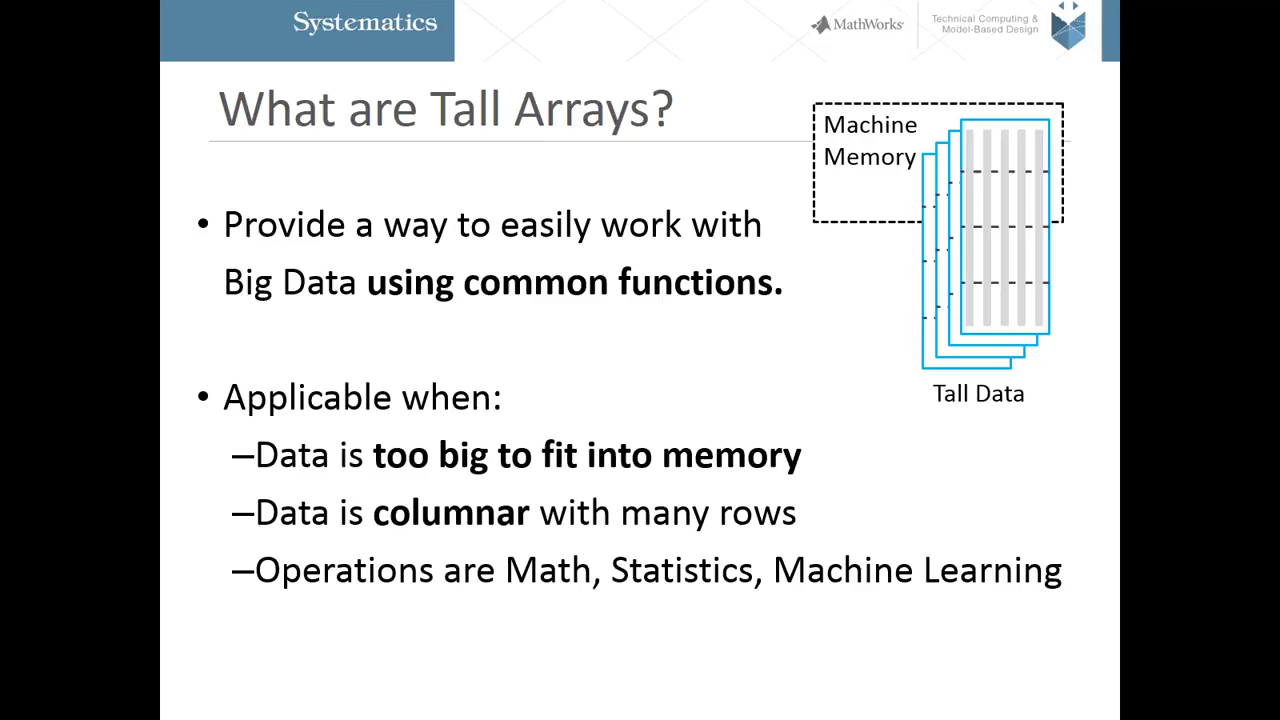 Systematics
MathWorks®
Technical Computing &
Model-Based Design
What are Tall Arrays?
Machine
Memory
• Provide a way to easily work with
Big Data using common functions.
Tall Data
• Applicable when:
–Data is too big to fit into memory
–Data is columnar with many rows
–Operations are Math, Statistics, Machine Learning